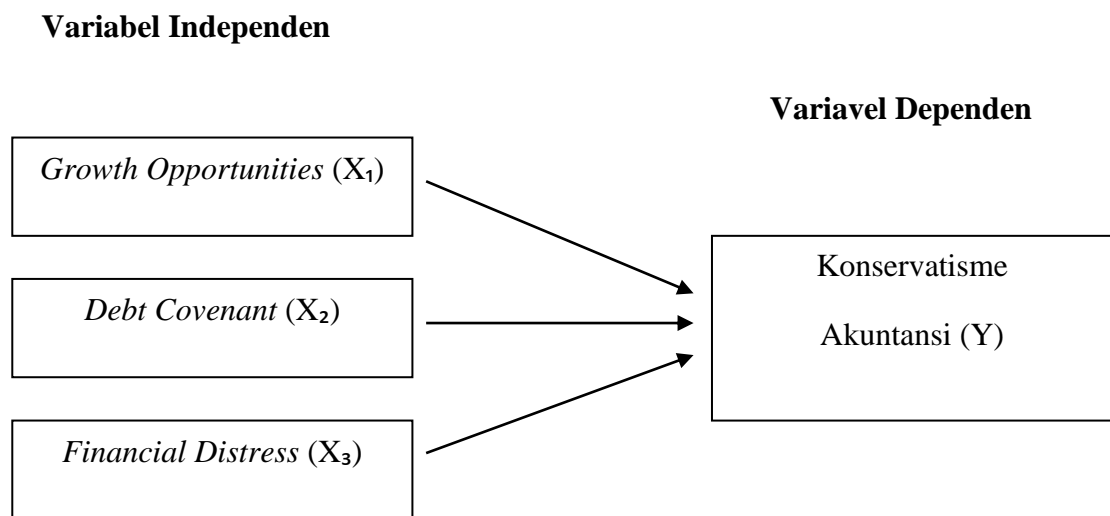 Variabel Independen
Variavel Dependen
Growth Opportunities (X₁)
Debt Covenant (X₂)
Financial Distress (X₃)
Konservatisme
Akuntansi (Y)